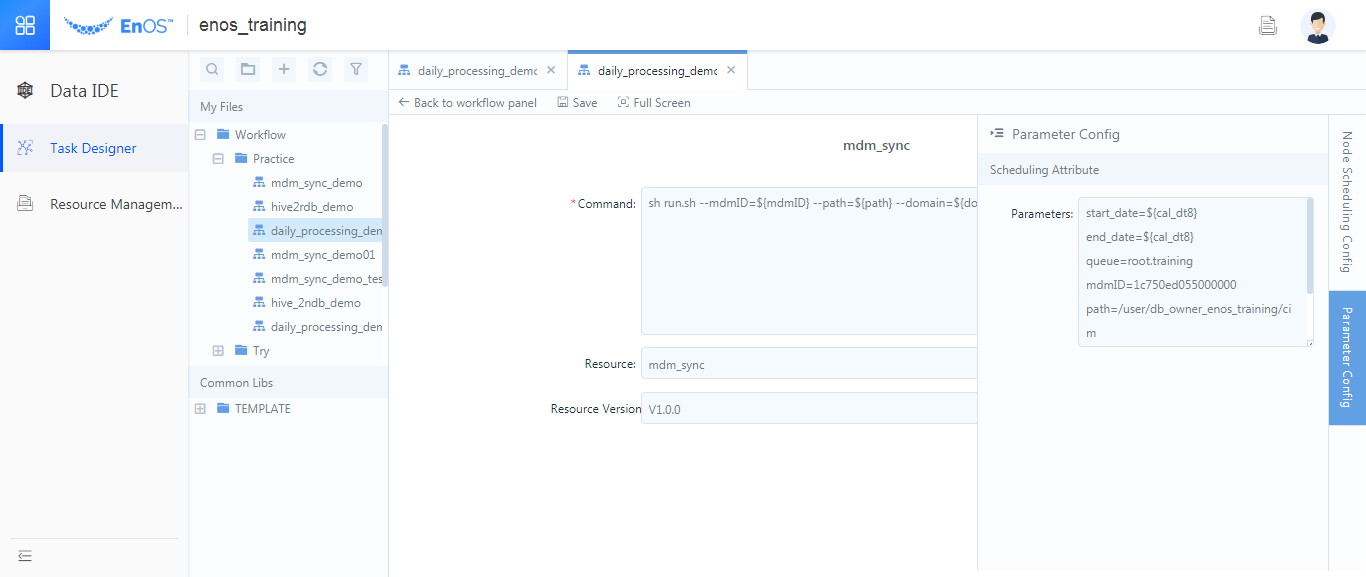 EnOS™
enos_training
Data IDE
Task Designer
Resource Managem...
My Files
Workflow
Practice
mdm_sync_demo
hive2rdb_demo
daily_processing_den
mdm_sync_demo01
mdm_sync_demo_tes
hive_2ndb_demo
daily_processing_den
Try
Common Libs
TEMPLATE
daily_processing_demc
daily_processing_demc
Back to workflow panel
Save
Full Screen
mdm_sync
*Command:
sh run.sh --mdmID=${mdmID} --path=${path} --domain=${do
Resource:
mdm_sync
Resource Version
V1.0.0
Parameter Config
Scheduling Attribute
Parameters:
start_date=${cal_dt8}
end_date=${cal_dt8}
queue=root.training
mdmID=1c750ed055000000
path=/user/db_owner_enos_training/ci
m
Node Scheduling Config
Parameter Config